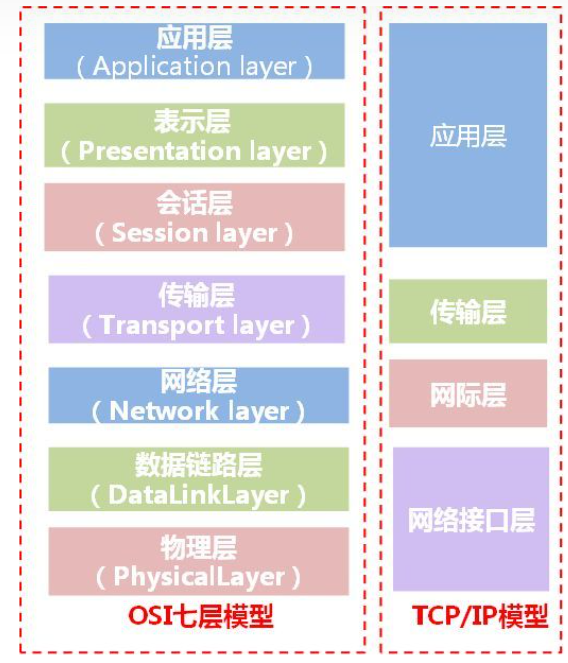 应用层
（Application layer）
表示层
（Presentation layer）
会话层
（Session layer）
传输层
（Transport layer）
网络层
（Network layer）
数据链路层
（DataLinkLayer）
物理层
（PhysicalLayer）
OSI七层模型
应用层
传输层
网际层
网络接口层
TCP/IP模型